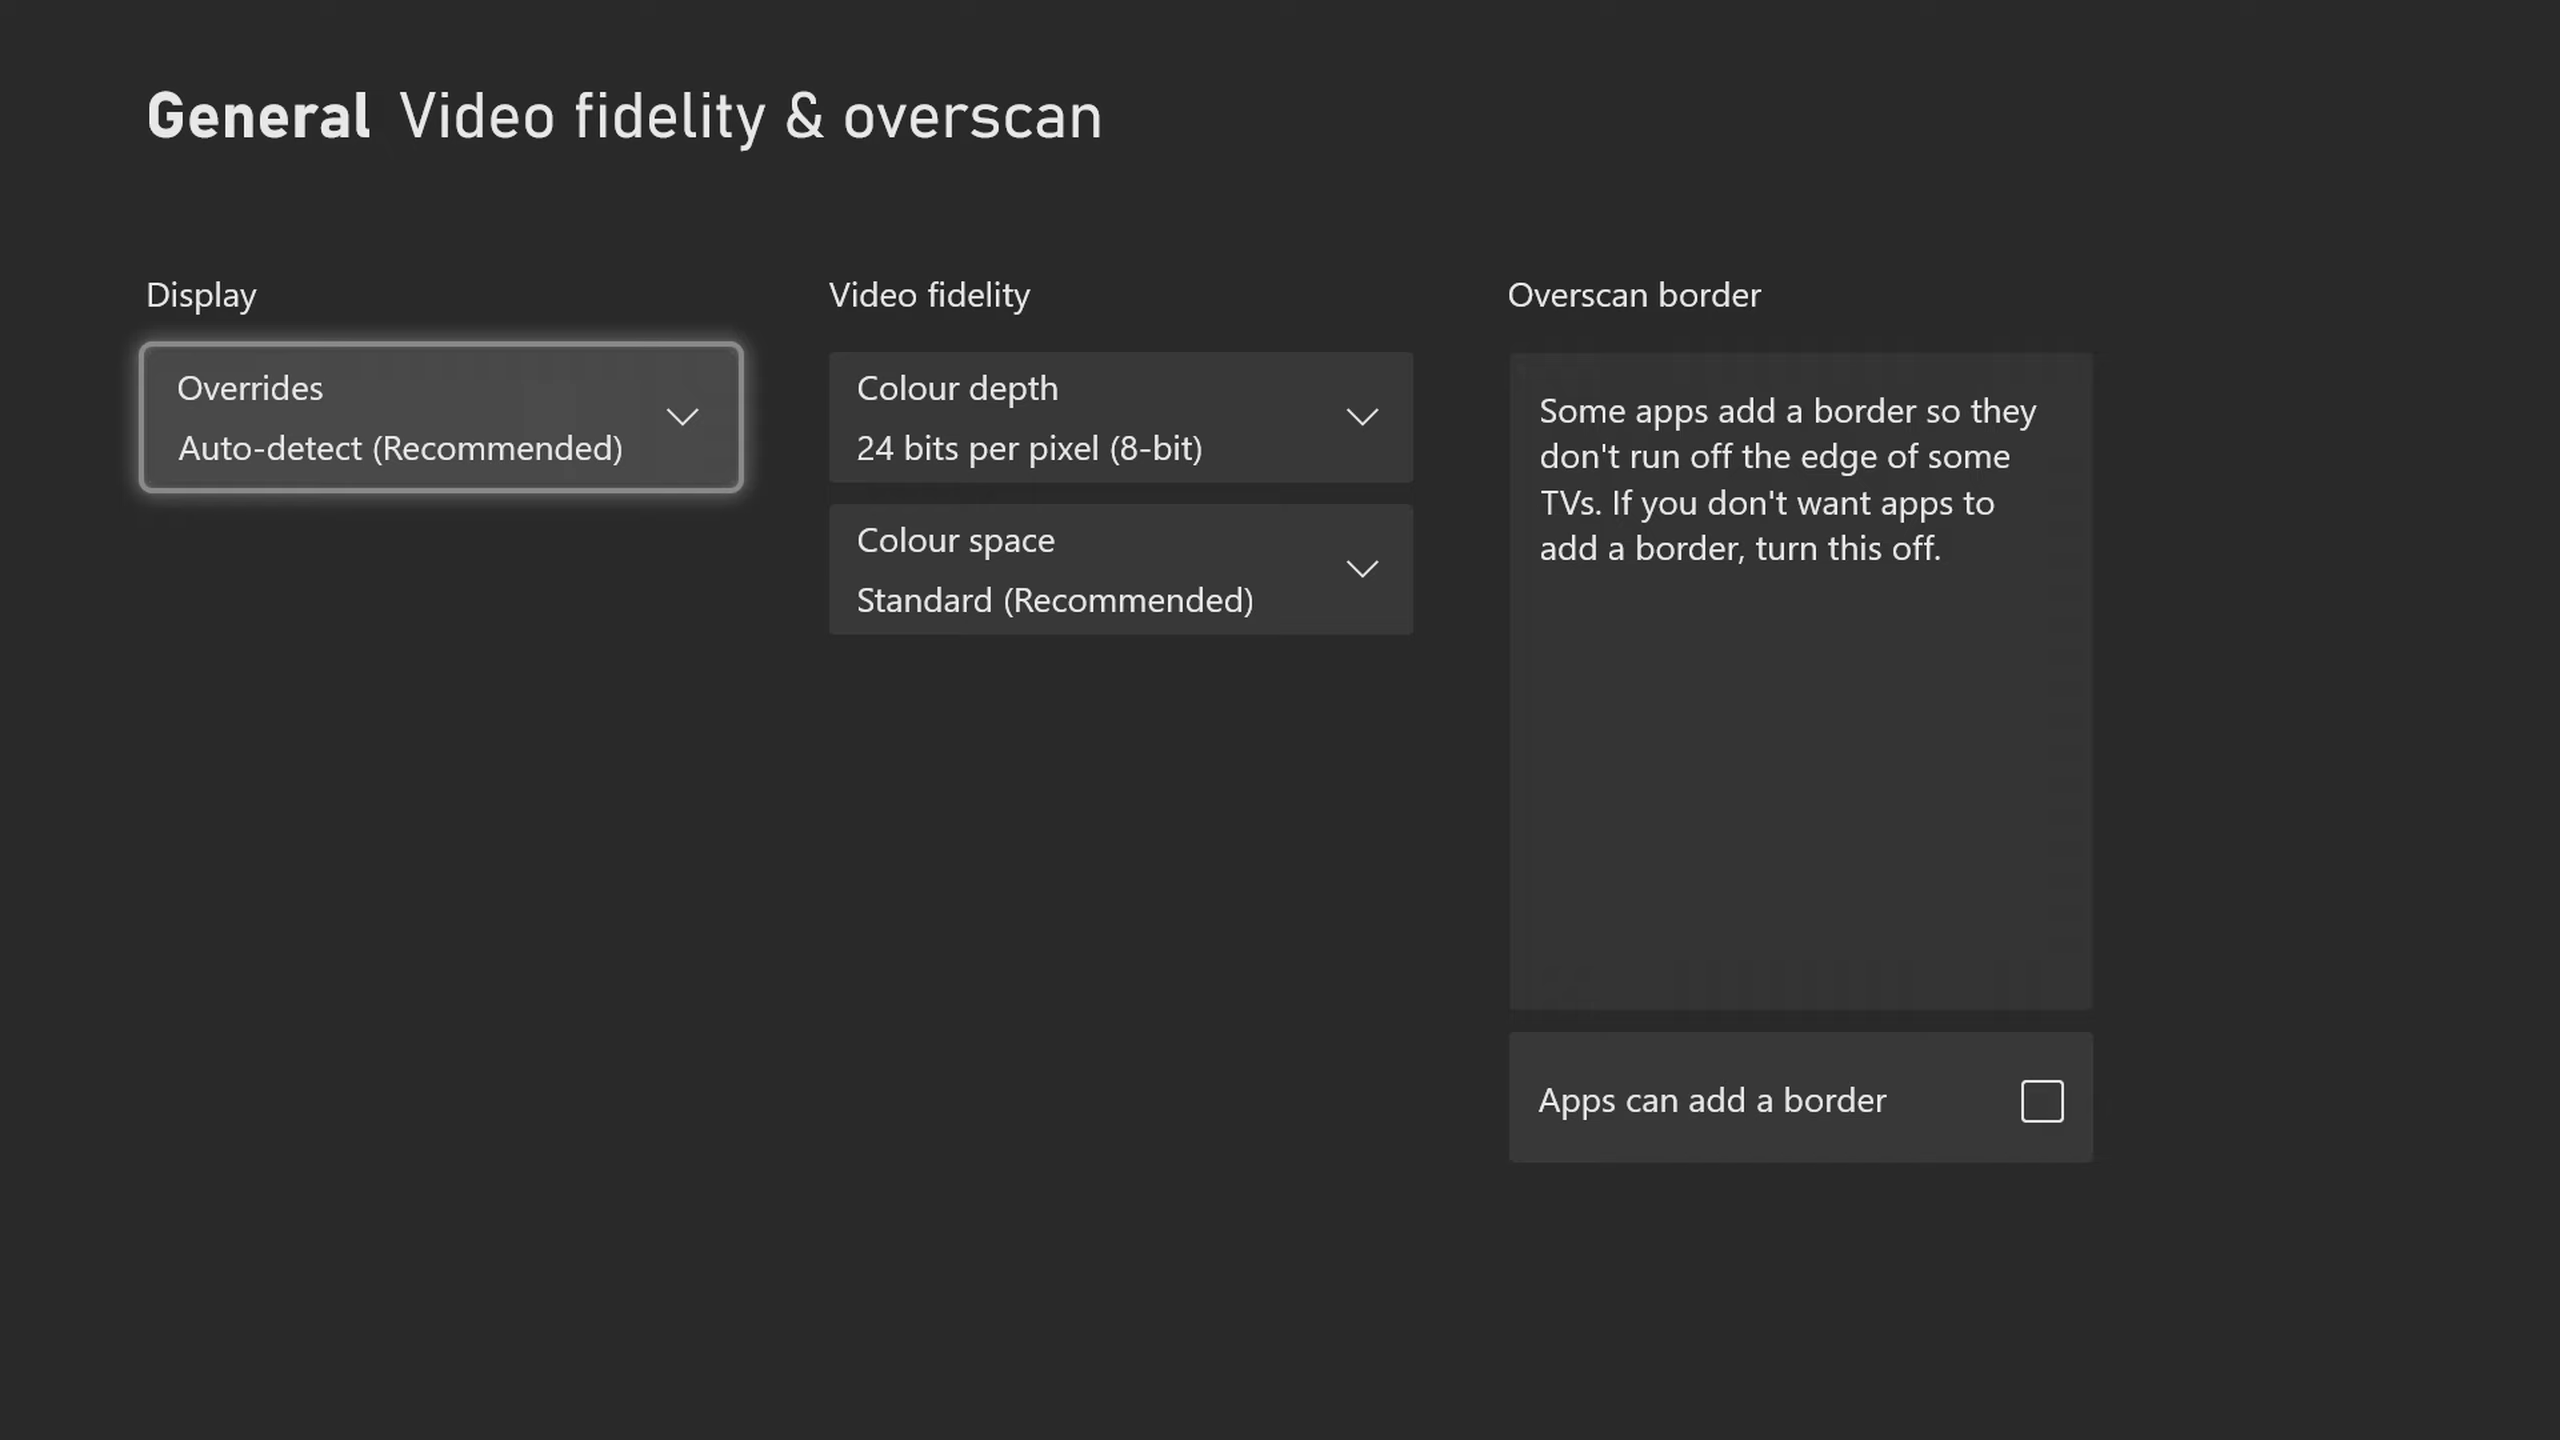 General Video fidelity & overscan
Display
Overrides
Auto-detect (Recommended)
Video fidelity
Colour depth
24 bits per pixel (8-bit)
Colour space
Standard (Recommended)
Overscan border
Some apps add a border so they
don't run off the edge of some
TVs. If you don't want apps to
add a border, turn this off.
Apps can add a border